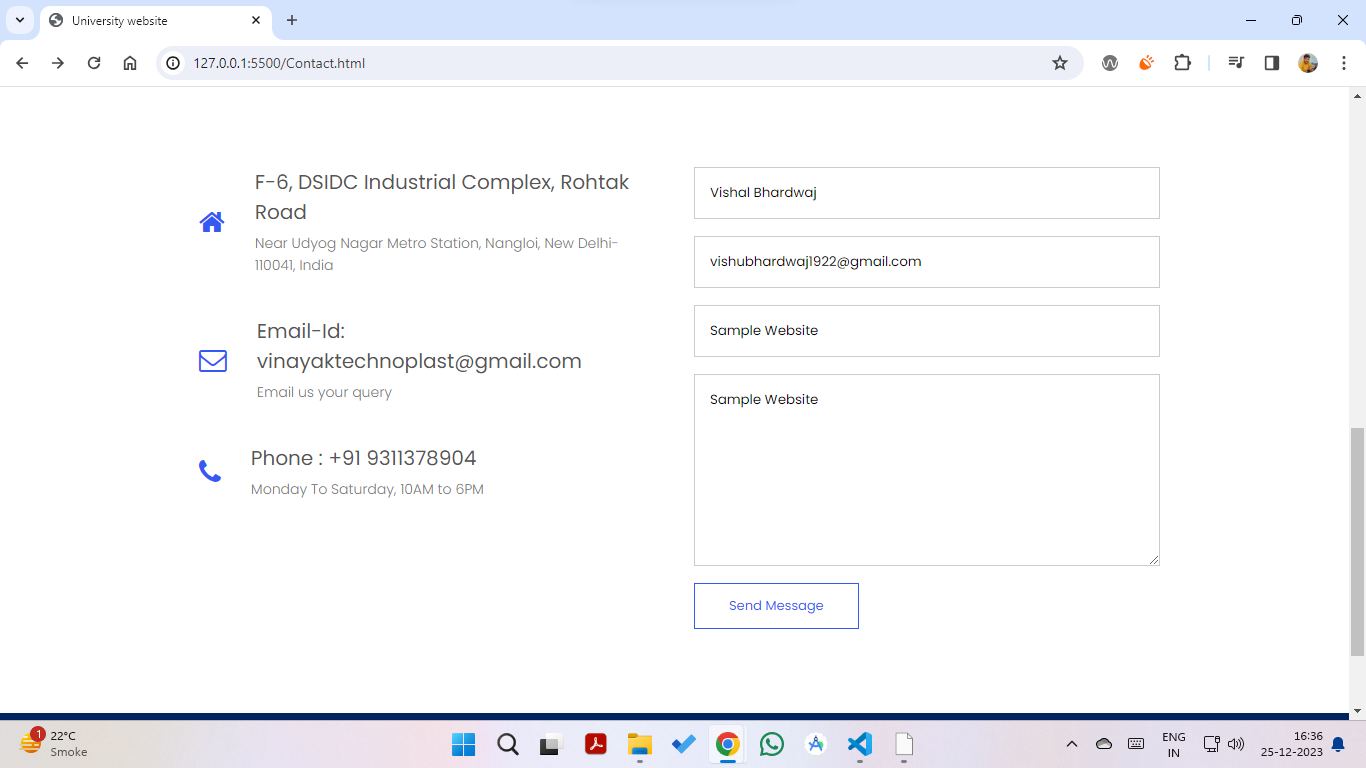 University website
127.0.0.1:5500/Contact.html
F-6, DSIDC Industrial Complex, Rohtak
Road
Near Udyog Nagar Metro Station, Nangloi, New Delhi-
110041, India
Email-Id:
vinayaktechnoplast@gmail.com
Email us your query
Phone : +91 9311378904
Monday To Saturday, 10AM to 6PM
Vishal Bhardwaj
vishubhardwaj1922@gmail.com
Sample Website
Sample Website
Send Message
1
22°C
Smoke
ENG
IN
16:36
25-12-2023